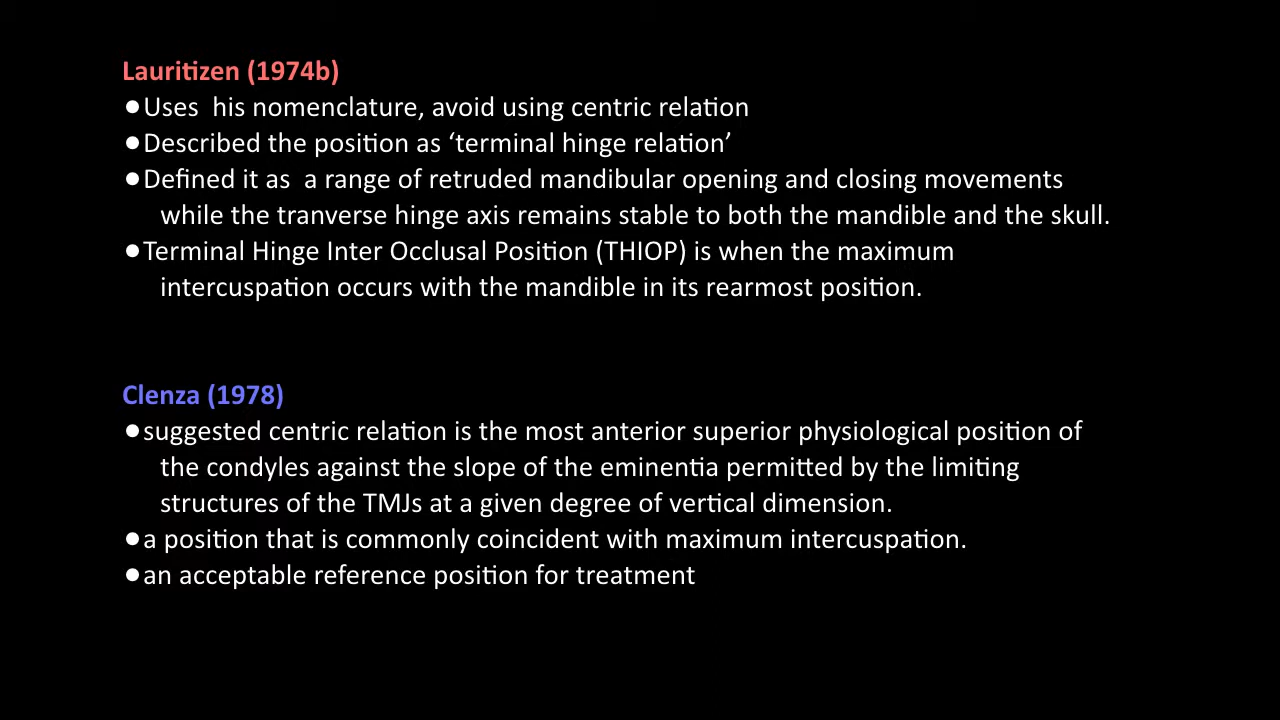 Lauritizen (1974b)
●Uses  his nomenclature, avoid using centric relation
●Described the position as ‘terminal hinge relation’
●Defined it as  a range of retruded mandibular opening and closing movements
while the tranverse hinge axis remains stable to both the mandible and the skull.
●Terminal Hinge Inter Occlusal Position (THIOP) is when the maximum
intercuspation occurs with the mandible in its rearmost position.
Clenza (1978)
●suggested centric relation is the most anterior superior physiological position of
the condyles against the slope of the eminentia permitted by the limiting
structures of the TMJs at a given degree of vertical dimension.
●a position that is commonly coincident with maximum intercuspation.
●an acceptable reference position for treatment